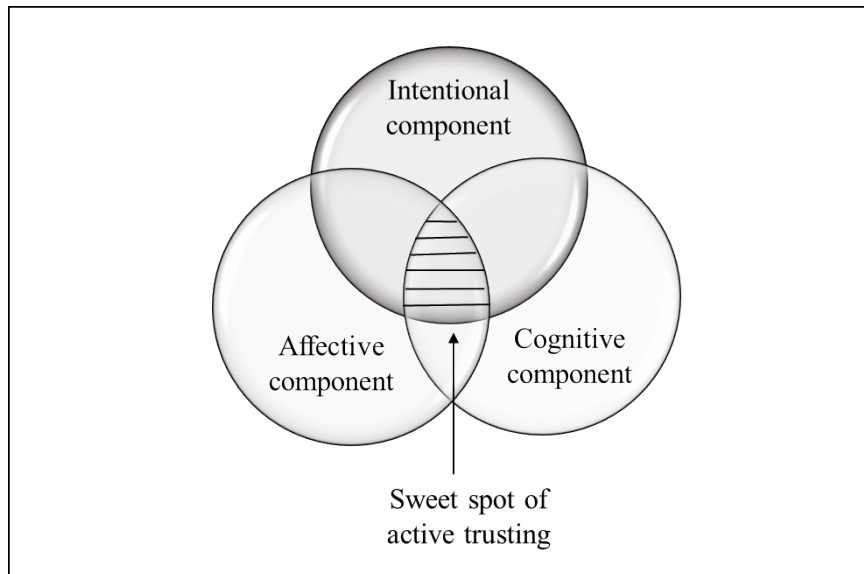 Intentional
component
Affective
component
Cognitive
component
Sweet spot of
active trusting